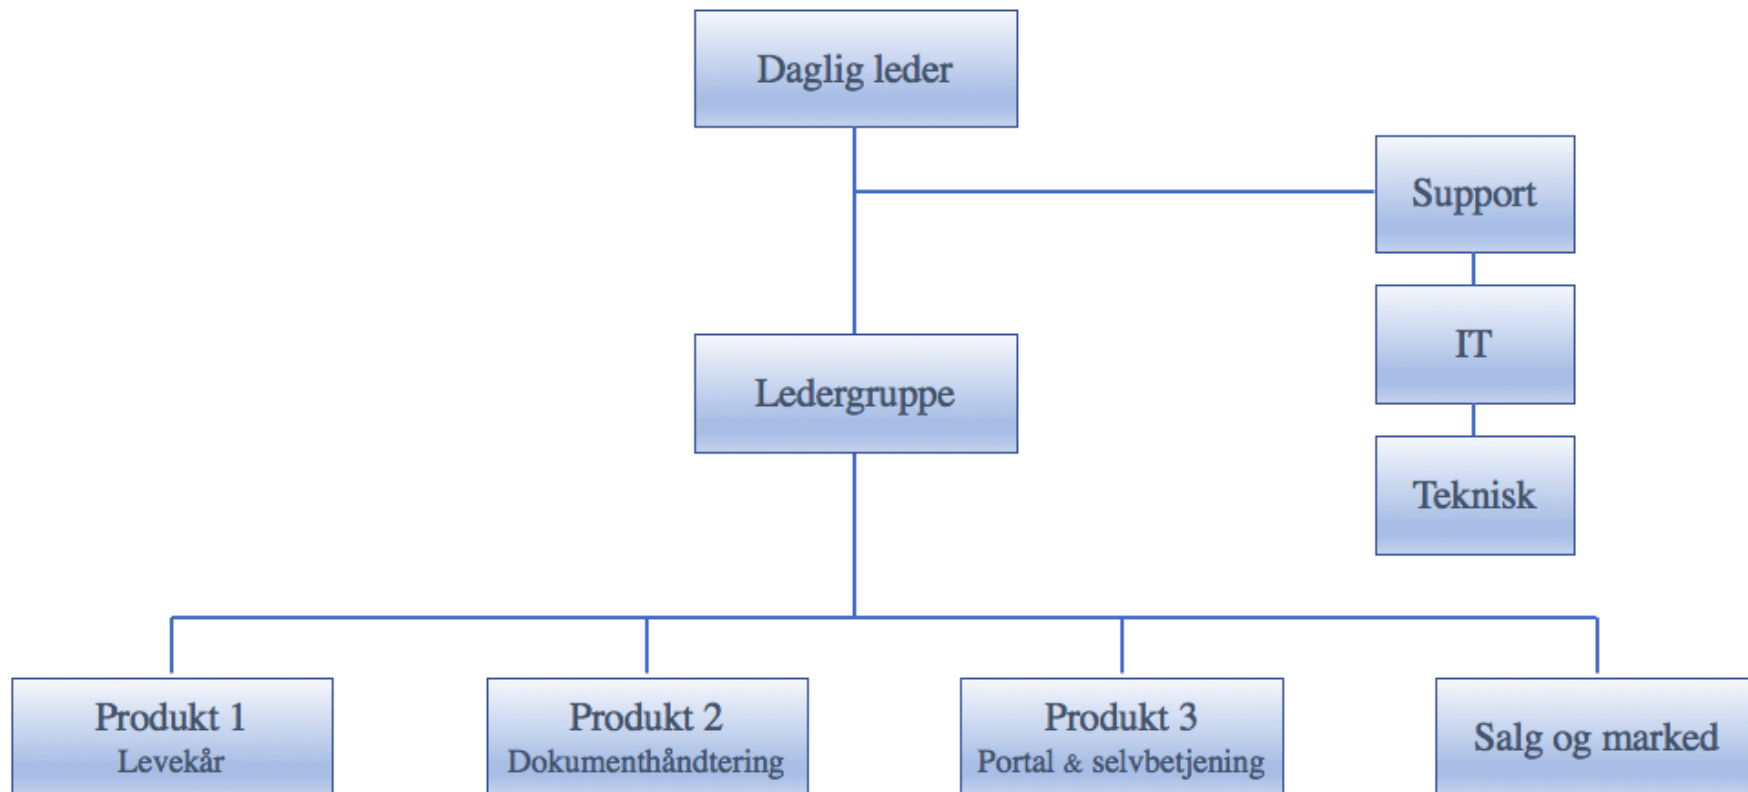 Daglig leder
Support
IT
Ledergruppe
Teknisk
Produkt 1
Levekår
Produkt 2
Dokumenthåndtering
Produkt 3
Portal & selvbetjening
Salg og marked